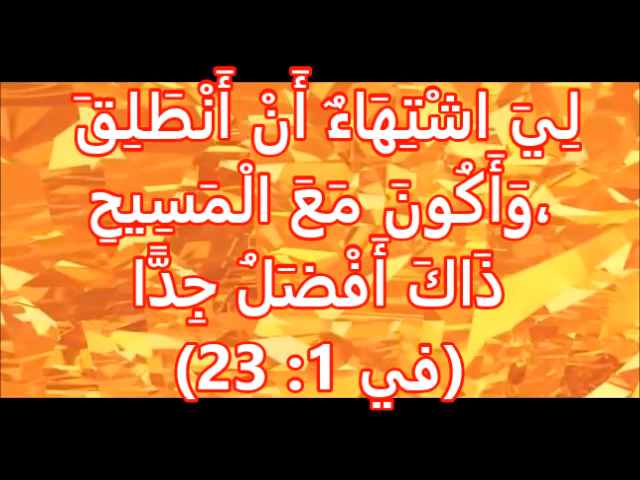 لِيَ اشْتِهَاءٌ أَنْ أَنْطَلِقَ
وَأَكُونَ مَعَ الْمَسِيحِ،
ذَاكَ أَفْضَلُ جِدًّا
(في 1: 23)